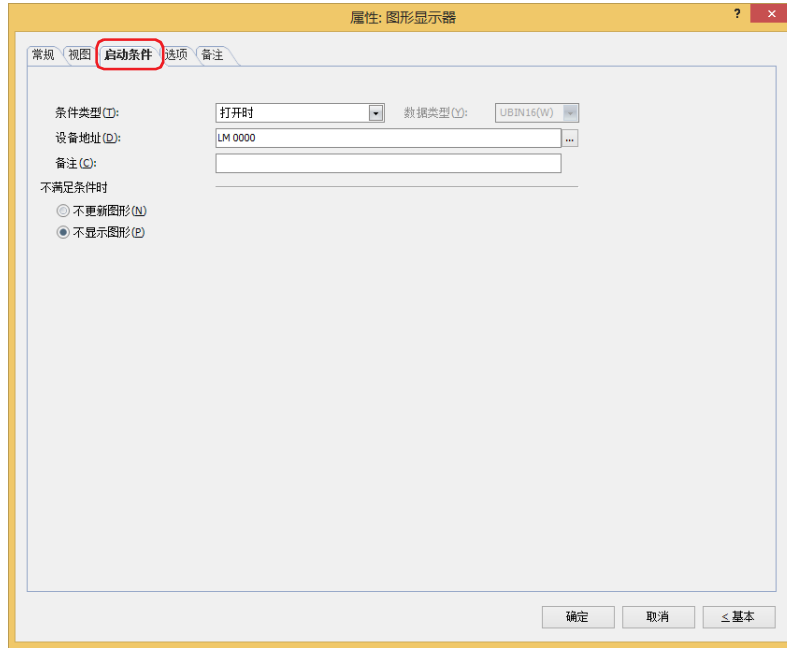 属性: 图形显示器
? ×
常规 视图 启动条件 选项 备注
条件类型(T): 打开时 数据类型(Y): UBIN16(W)
设备地址(D): LM 0000 ...
备注(C):
不满足条件时
不更新图形(N)
不显示图形(P)
确定 取消 ≤基本